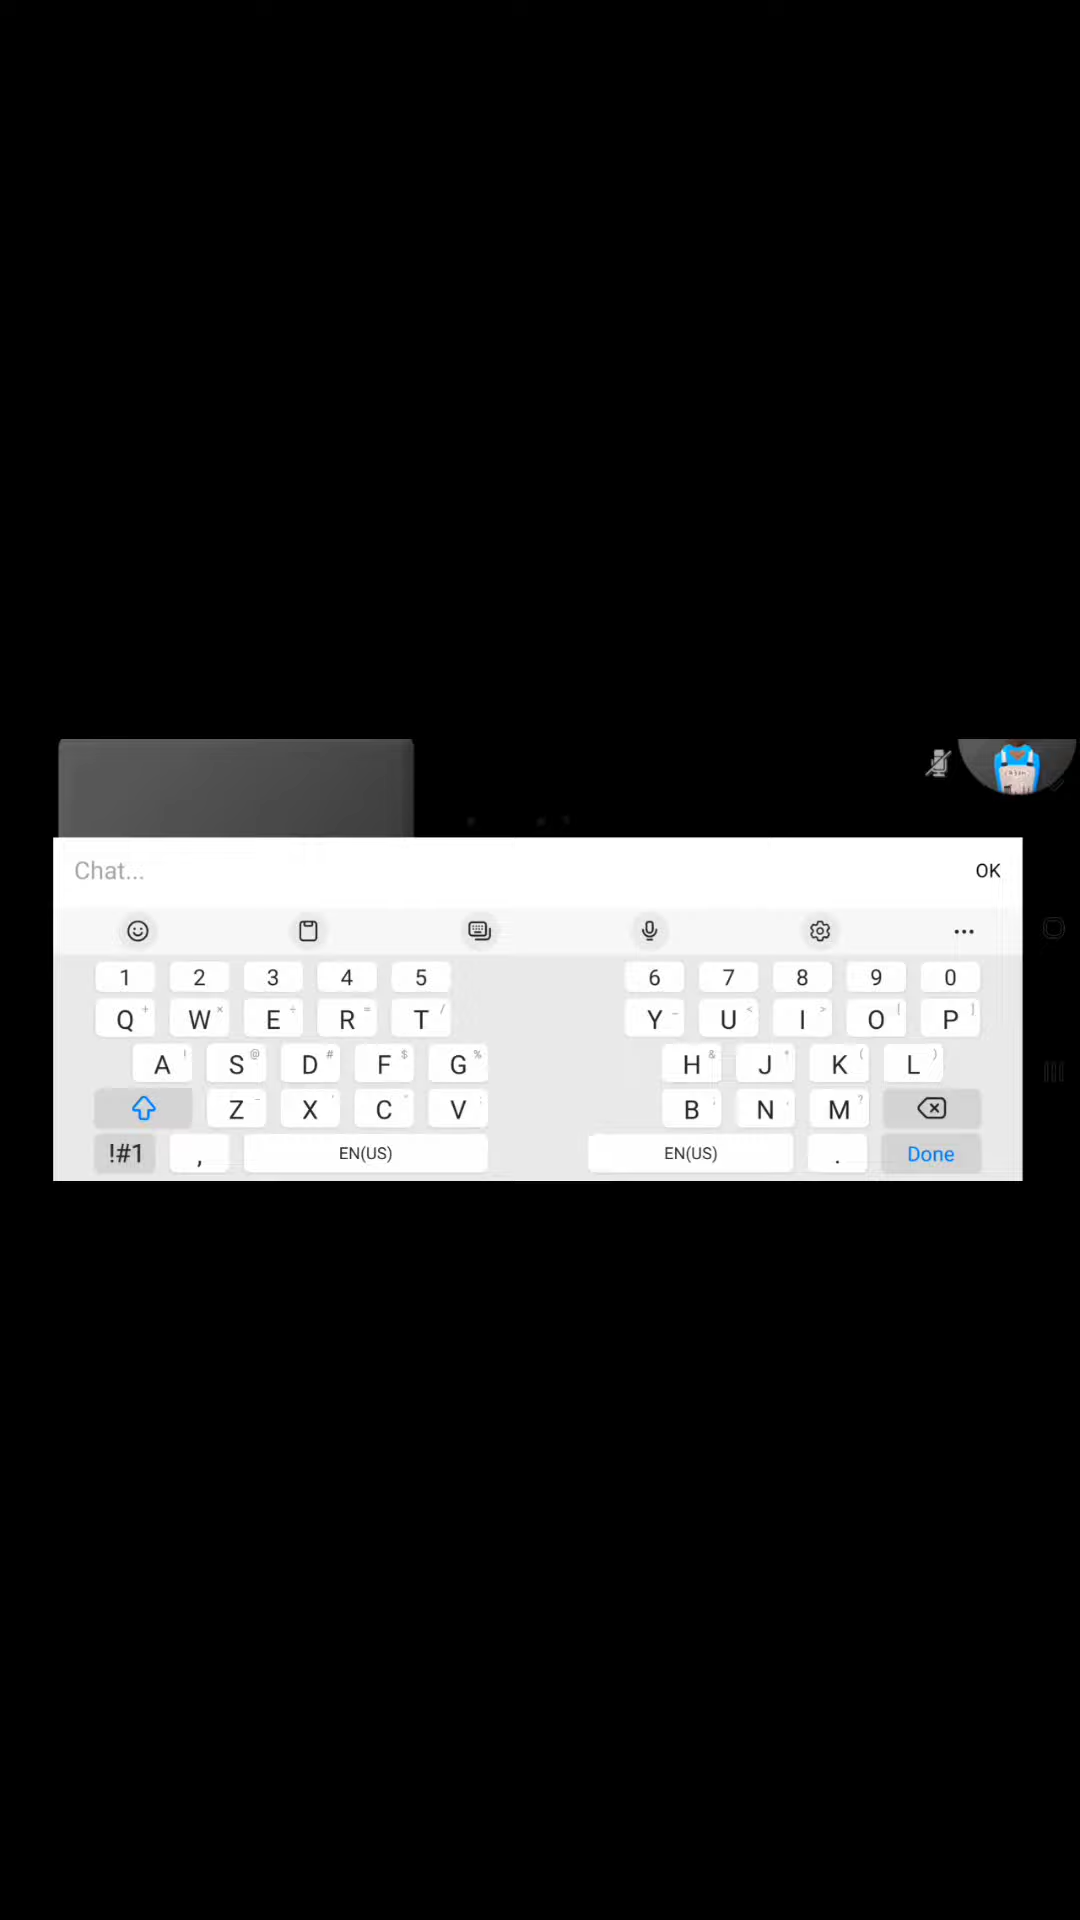 Chat...
OK
1 2 3 4 5 6 7 8 9 0
Q + W × E ÷ R = T / Y _ U < I > O [ P ]
A ! S @ D # F $ G % H & J * K ( L )
Z - X ' C " V : B ; N , M ?
!#1 , EN(US) EN(US) . Done